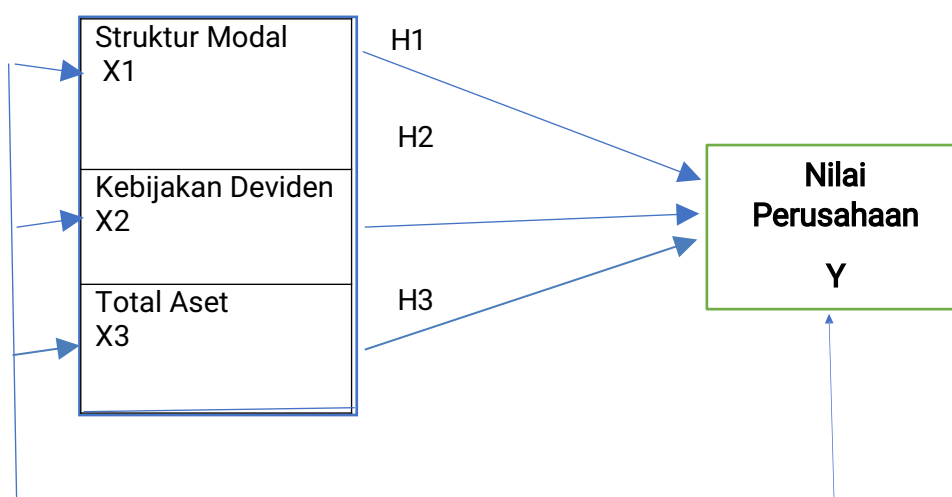 Struktur Modal
X1
H1
H2
Kebijakan Deviden
X2
Total Aset
X3
H3
Nilai
Perusahaan
Y